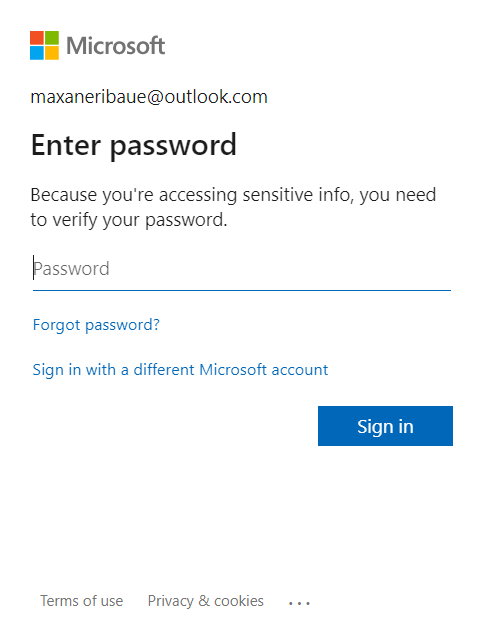 Microsoft
maxaneribaue@outlook.com
Enter password
Because you're accessing sensitive info, you need
to verify your password.
Password
Forgot password?
Sign in with a different Microsoft account
Sign in
Terms of use Privacy & cookies ...